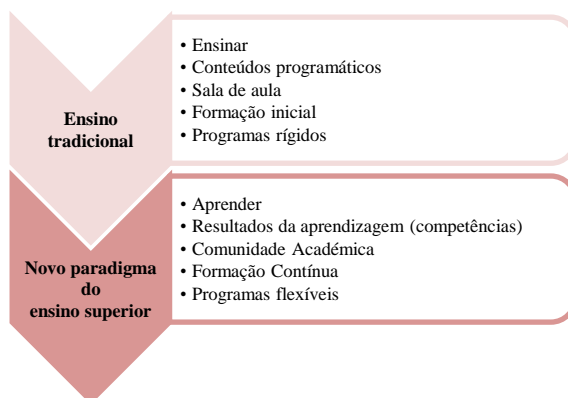 Ensino
tradicional
• Ensinar
• Conteúdos programáticos
• Sala de aula
• Formação inicial
• Programas rígidos
Novo paradigma
do
ensino superior
• Aprender
• Resultados da aprendizagem (competências)
• Comunidade Académica
• Formação Contínua
• Programas flexíveis